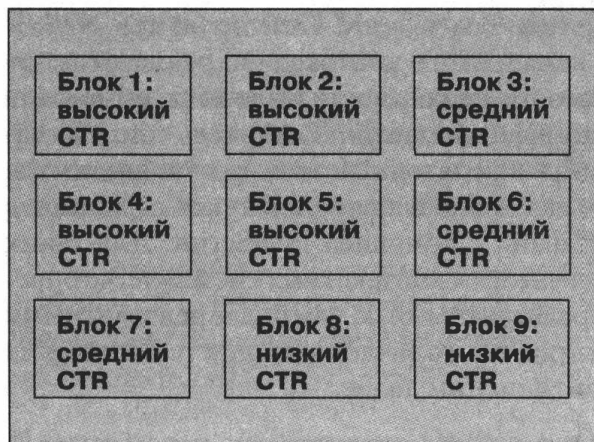 Блок 1:
высокий
CTR
Блок 2:
высокий
CTR
Блок 3:
средний
CTR
Блок 4:
высокий
CTR
Блок 5:
высокий
CTR
Блок 6:
средний
CTR
Блок 7:
средний
CTR
Блок 8:
низкий
CTR
Блок 9:
низкий
CTR